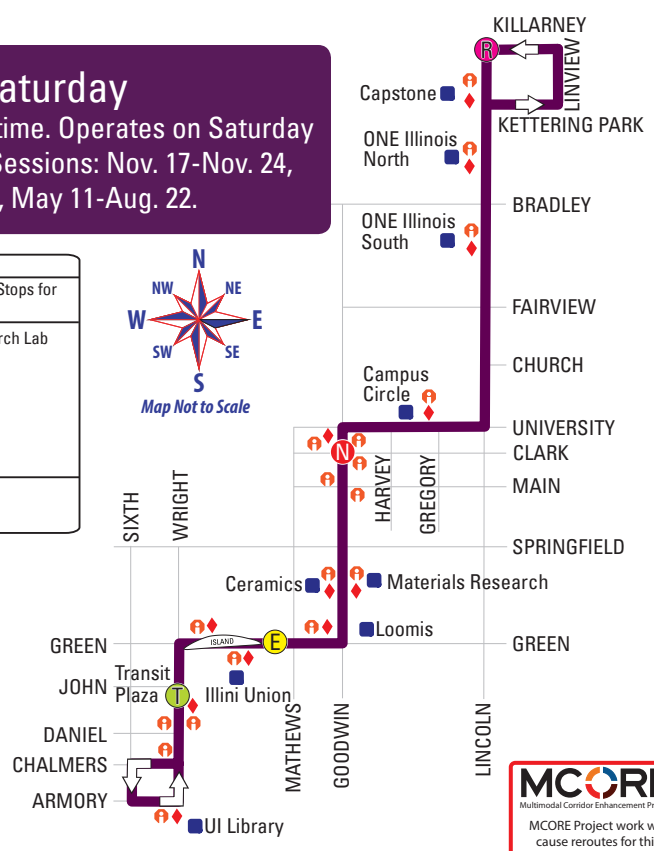 KILLARNEY
R
LINVIEW
KETTERING PARK
aturday
time. Operates on Saturday
Sessions: Nov. 17-Nov. 24,
, May 11-Aug. 22.
Capstone
ONE Illinois
North
BRADLEY
ONE Illinois
South
Stops for
rch Lab
N
NW
NE
W
E
SW
SE
S
Map Not to Scale
FAIRVIEW
CHURCH
Campus
Circle
UNIVERSITY
N
CLARK
HARVEY
GREGORY
MAIN
SIXTH
WRIGHT
SPRINGFIELD
Ceramics
Materials Research
Loomis
GREEN
ISLAND
E
GREEN
JOHN
Transit
Plaza
T
Illini Union
MATHEWS
GOODWIN
LINCOLN
DANIEL
CHALMERS
ARMORY
UI Library
MCORE
Multimodal Corridor Enhancement Pr
MCORE Project work w
cause reroutes for thi